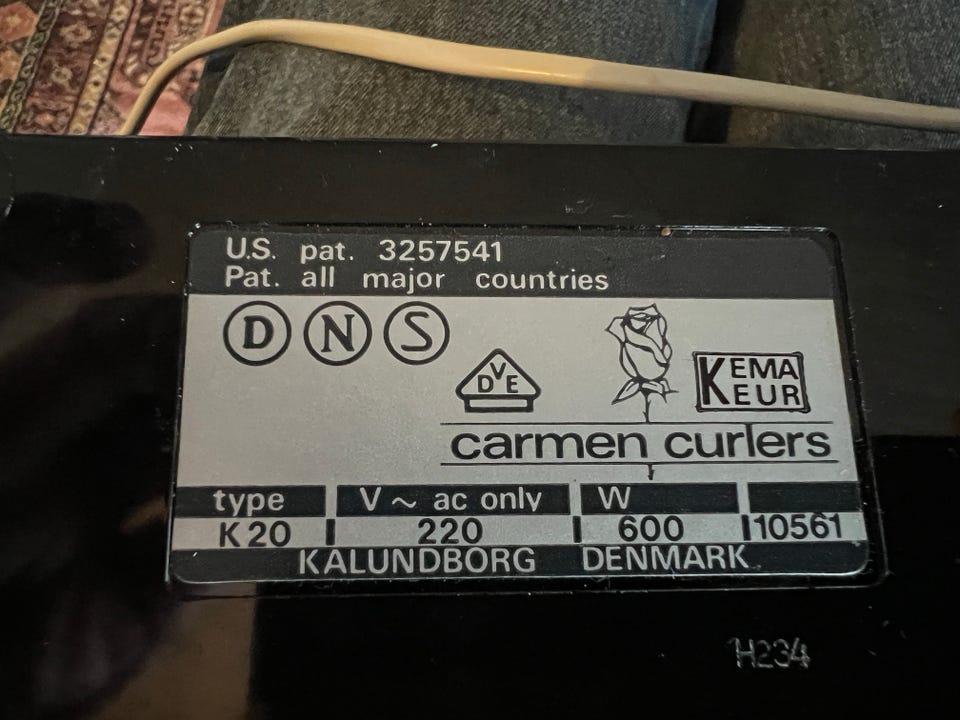 U.S. pat. 3257541
Pat. all major countries
D N S
DVE
KEMA
KEUR
carmen curlers
type V ~ ac only W
K20 220 600 10561
KALUNDBORG DENMARK
H234